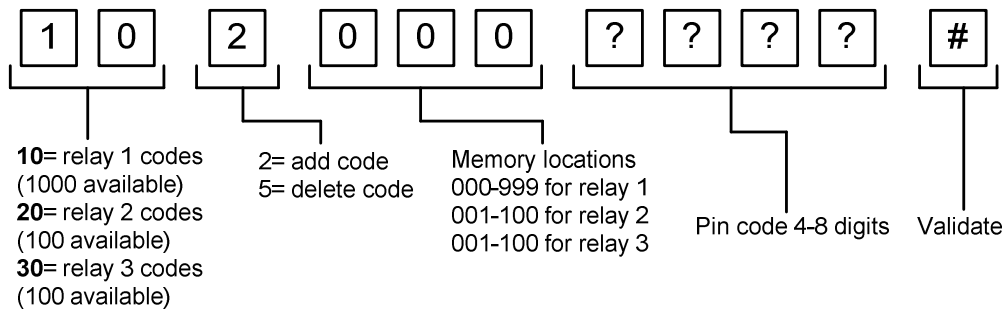 1 0 2 0 0 0 ? ? ? ? #
10= relay 1 codes
(1000 available)
20= relay 2 codes
(100 available)
30= relay 3 codes
(100 available)
2= add code
5= delete code
Memory locations
000-999 for relay 1
001-100 for relay 2
001-100 for relay 3
Pin code 4-8 digits
Validate